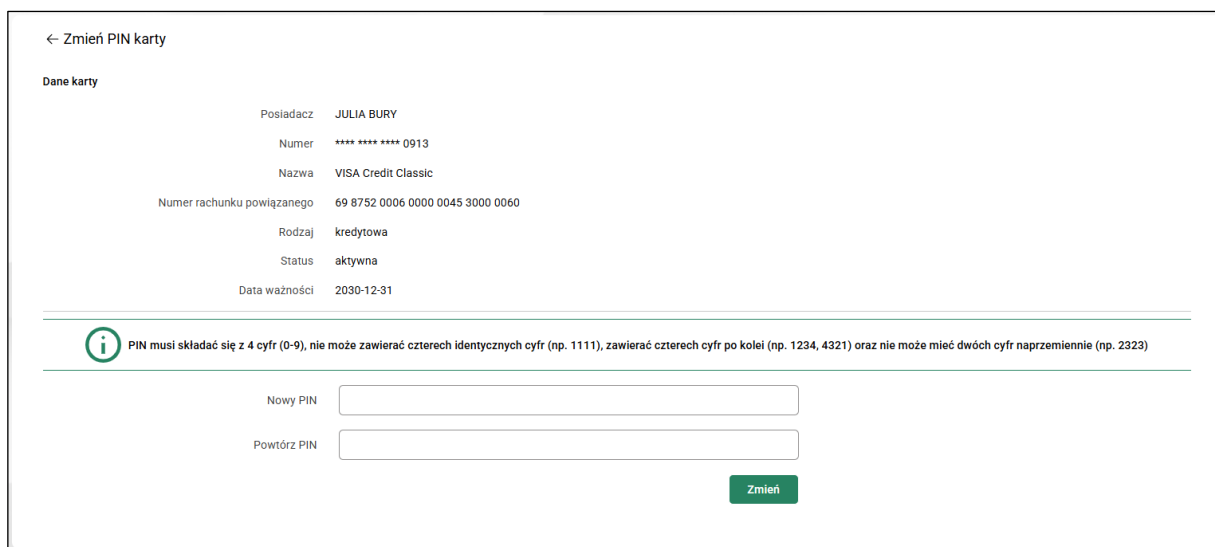 ← Zmień PIN karty
Dane karty
Posiadacz JULIA BURY
Numer **** **** **** 0913
Nazwa VISA Credit Classic
Numer rachunku powiązanego 69 8752 0006 0000 0045 3000 0060
Rodzaj kredytowa
Status aktywna
Data ważności 2030-12-31
PIN musi składać się z 4 cyfr (0-9), nie może zawierać czterech identycznych cyfr (np. 1111), zawierać czterech cyfr po kolei (np. 1234, 4321) oraz nie może mieć dwóch cyfr naprzemiennie (np. 2323)
Nowy PIN
Powtórz PIN
Zmień